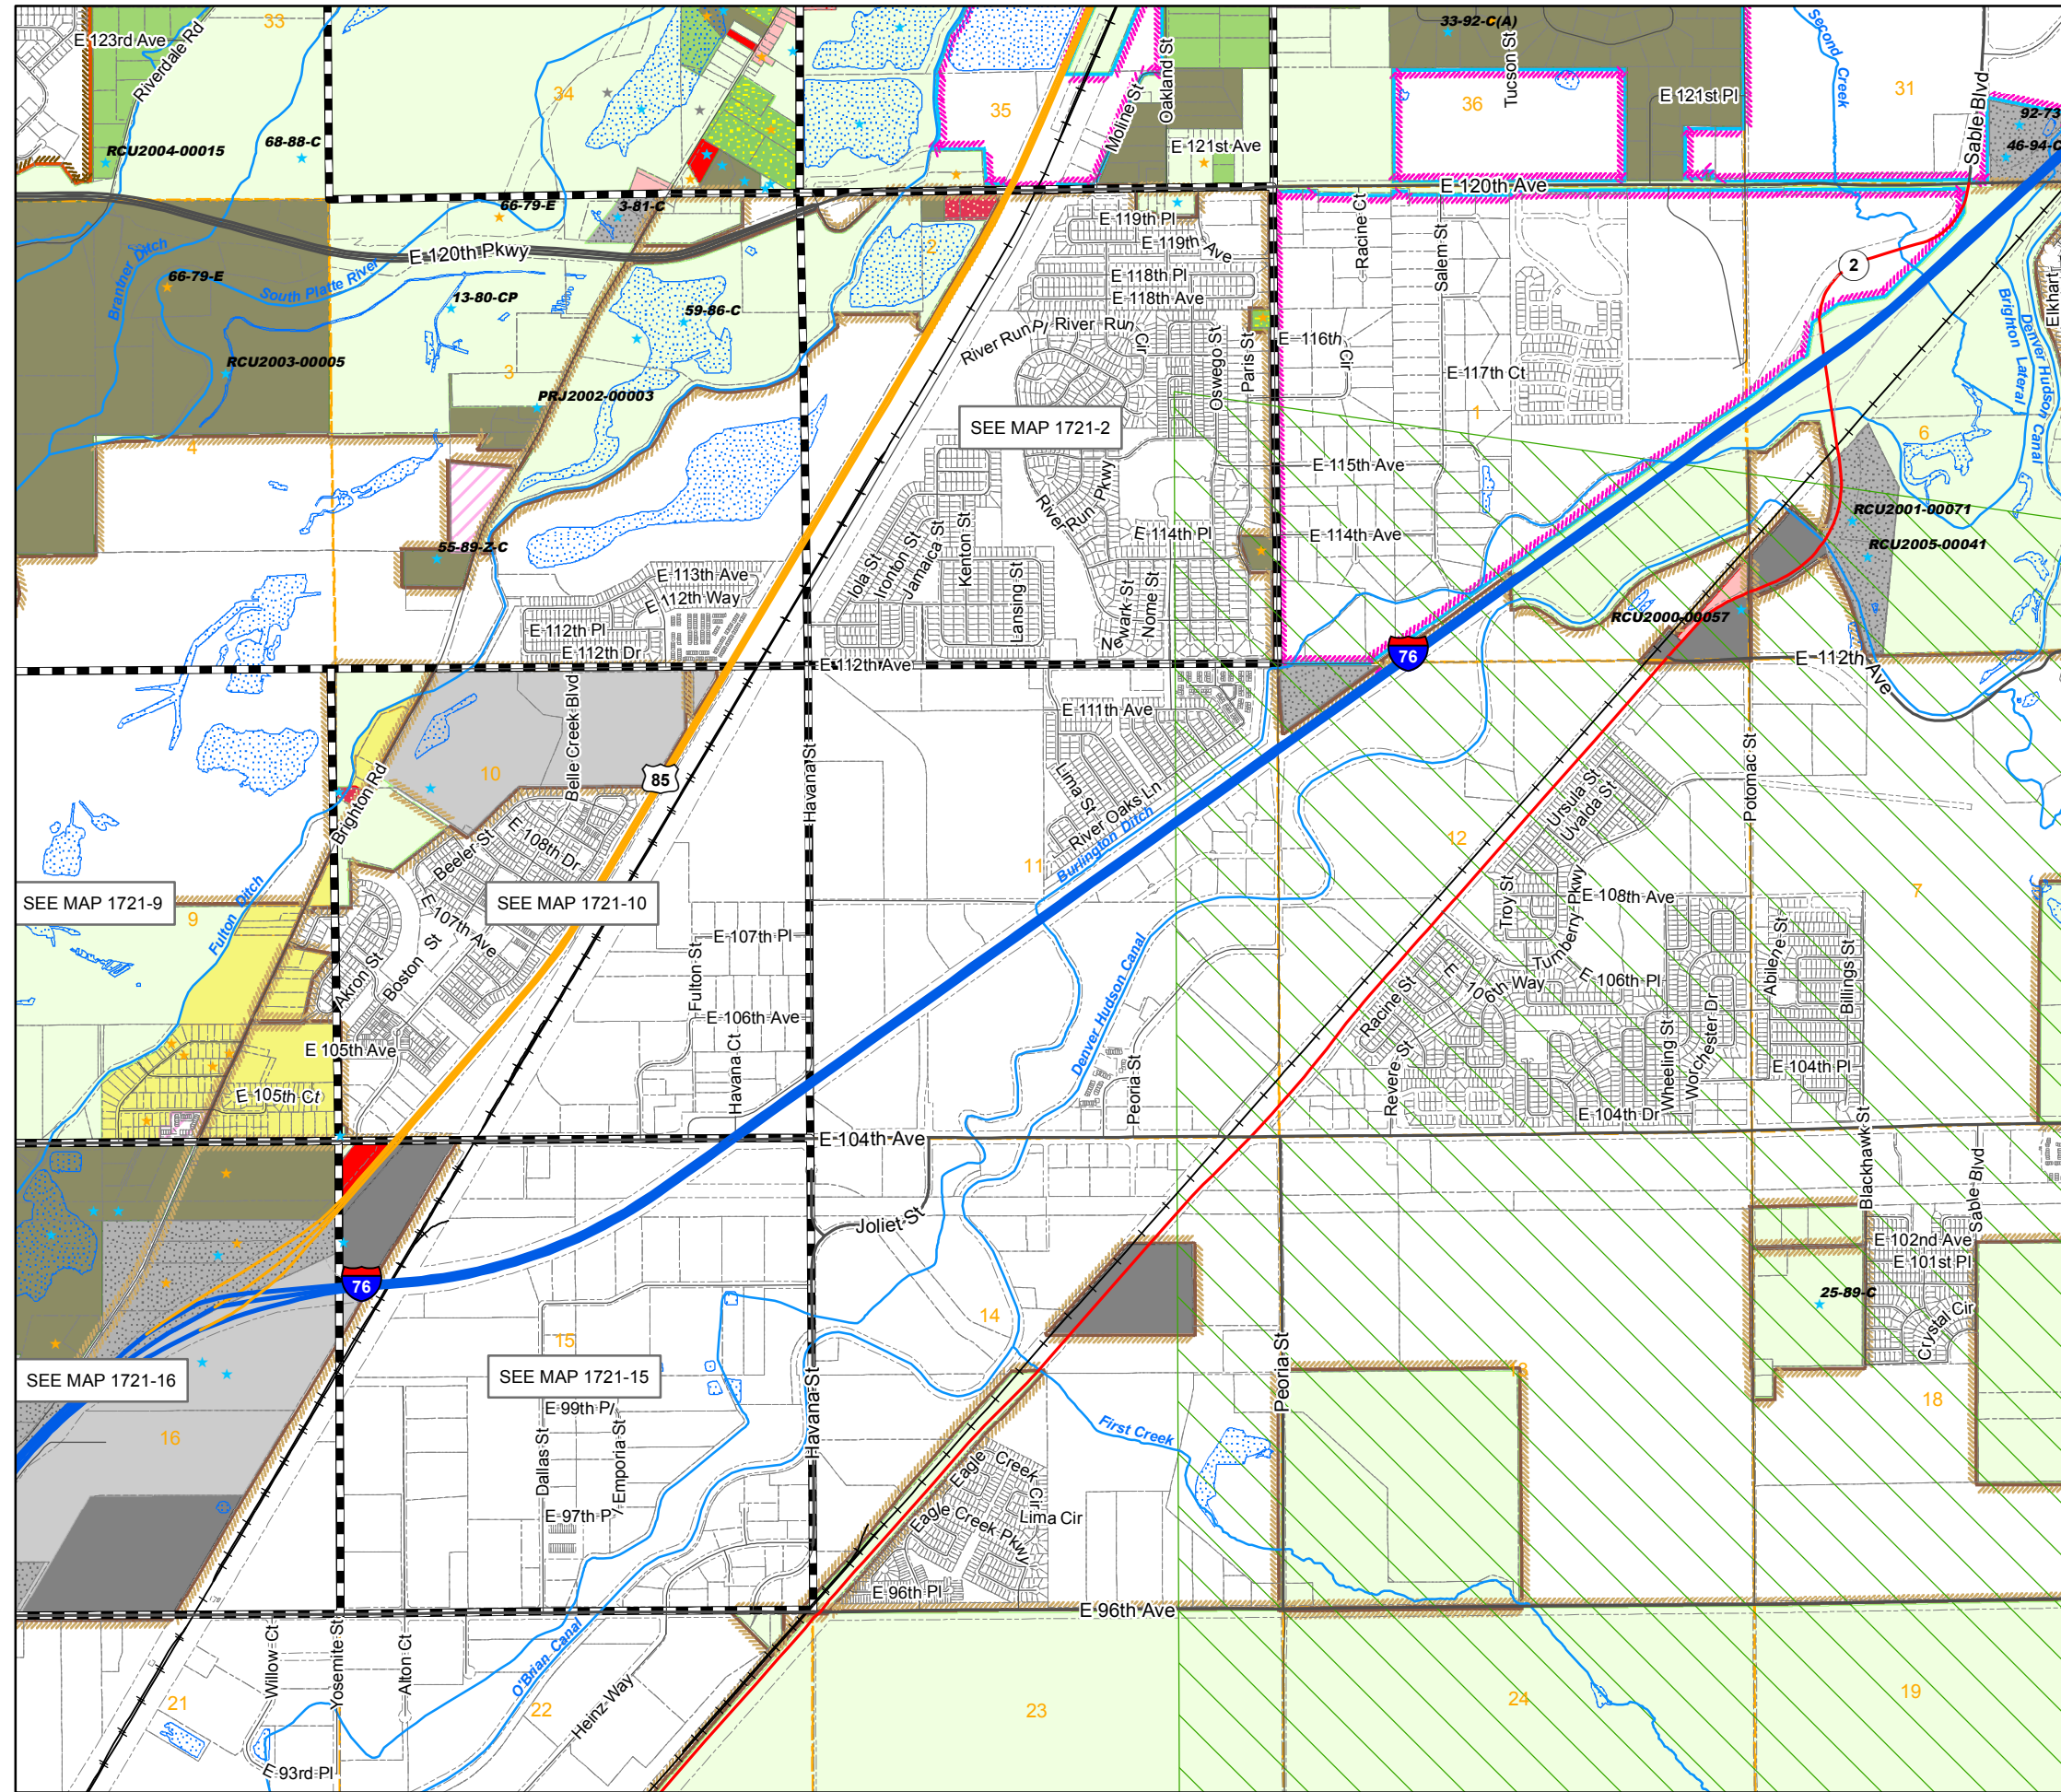 33
E 123rd Ave
Riverdale Rd
34
35
Moline St
Oakland St
33-92-C(A)
Tucson St
36
E 121st Pl
Second Creek
31
Sable Blvd
92-73
46-94-C
RCU2004-00015
68-88-C
E 121st Ave
E 120th Ave
66-79-E
3-81-C
E 120th Pkwy
2
E 119th Pl
E 119th Ave
Racine Ct
Salem St
2
Brantner Ditch
66-79-E
South Platte River
13-80-CP
59-86-C
E 118th Pl
E 118th Ave
River Run Pl
River Run Cir
Oswego St
Paris St
E 116th Cir
Brighton Lateral
Denver Hudson Canal
Elkhart
RCU2003-00005
3
PRJ2002-00003
E 117th Ct
1
SEE MAP 1721-2
6
4
E 115th Ave
River Run Pkwy
55-89-Z-C
E 114th Pl
E 114th Ave
RCU2001-00071
RCU2005-00041
Iola St
Ironton St
Jamaica St
Kenton St
Lansing St
Newark St
Nome St
E 113th Ave
E 112th Way
E 112th Pl
E 112th Dr
RCU2000-00057
E 112th Ave
76
E 112th Ave
Belle Creek Blvd
E 111th Ave
10
85
Havana St
Lima St
River Oaks Ln
Burlington Ditch
Ursula St
Uvalda St
Potomac St
Brighton Rd
Beeler St
E 108th Dr
11
12
SEE MAP 1721-9
9
Fulton Ditch
SEE MAP 1721-10
E 107th Ave
Troy St
Turnberry Pkwy
E 108th Ave
7
Akron St
Boston St
Fulton St
E 107th Pl
Denver Hudson Canal
E 106th Way
E 106th Pl
Abilene St
Billings St
Racine St
E 106th Ave
Havana Ct
E 105th Ave
E 105th Ct
Peoria St
Revere St
Wheeling St
Worchester Dr
E 104th Pl
E 104th Dr
E 104th Ave
Joliet St
Blackhawk St
Sable Blvd
E 102nd Ave
E 101st Pl
25-89-C
Crystal Cir
76
14
15
Peoria St
13
SEE MAP 1721-16
SEE MAP 1721-15
18
16
E 99th Pl
Dallas St
Emporia St
Havana St
First Creek
E 97th P
Eagle Creek Cir
Lima Cir
Eagle Creek Pkwy
E 96th Pl
E 96th Ave
Willow Ct
Yosemite St
Alton Ct
O'Brian Canal
Heinz Way
21
22
23
24
19
E 93rd Pl